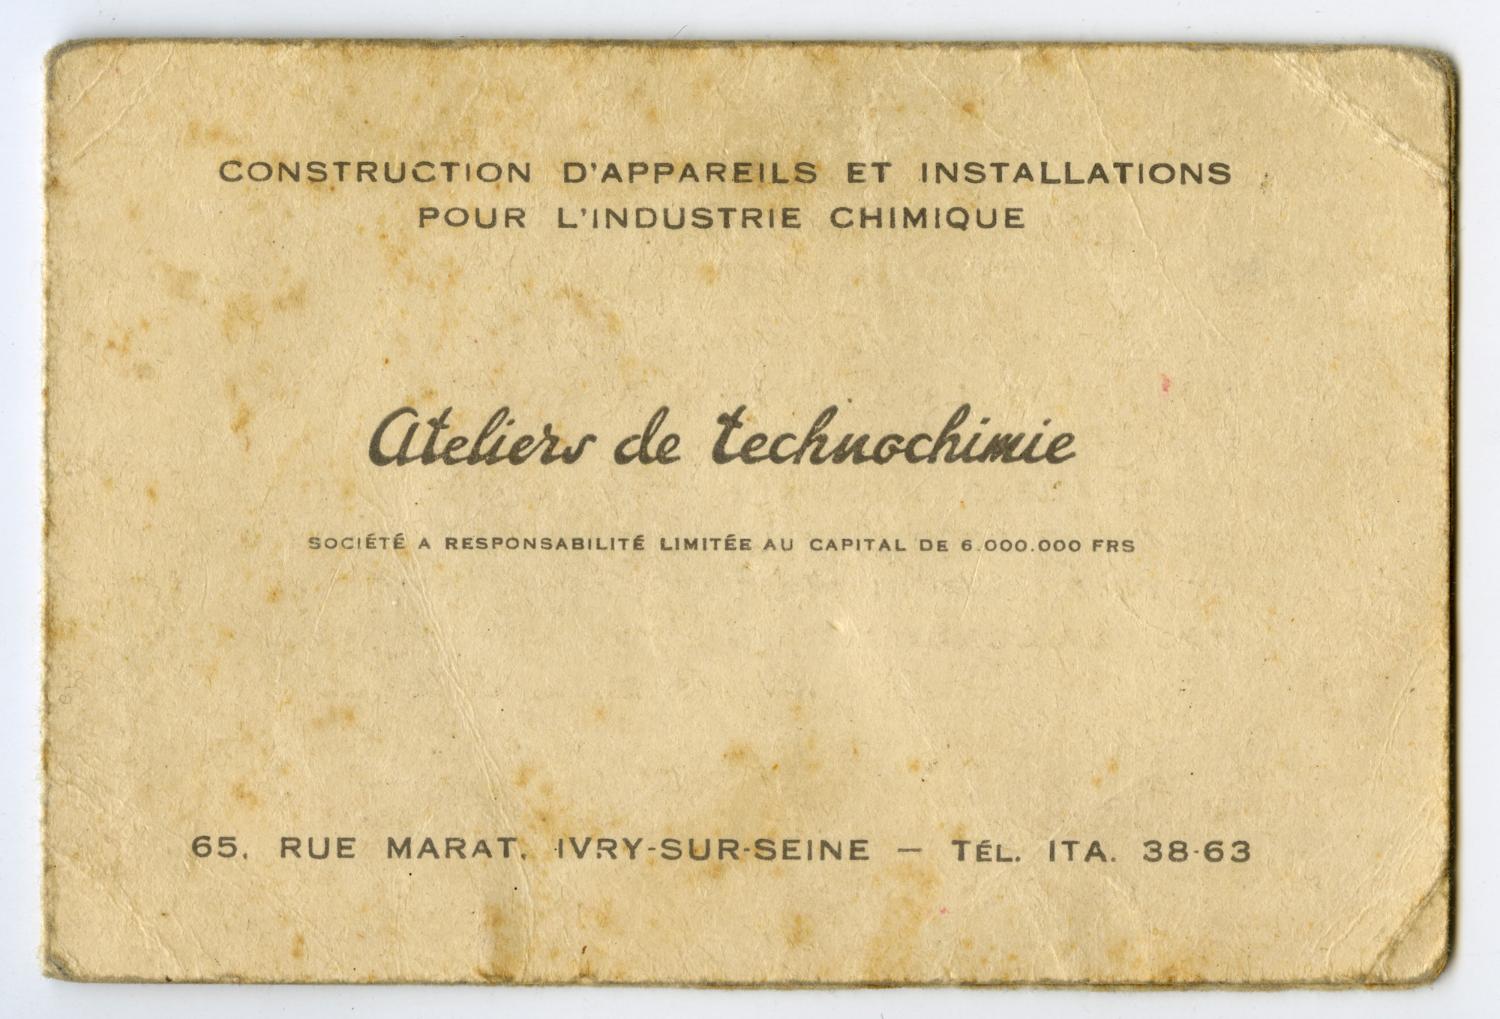 CONSTRUCTION D'APPAREILS ET INSTALLATIONS
POUR L'INDUSTRIE CHIMIQUE
Ateliers de technochimie
SOCIÉTÉ A RESPONSABILITÉ LIMITÉE AU CAPITAL DE 6.000.000 FRS
65, RUE MARAT, IVRY-SUR-SEINE — TÉL. ITA. 38-63